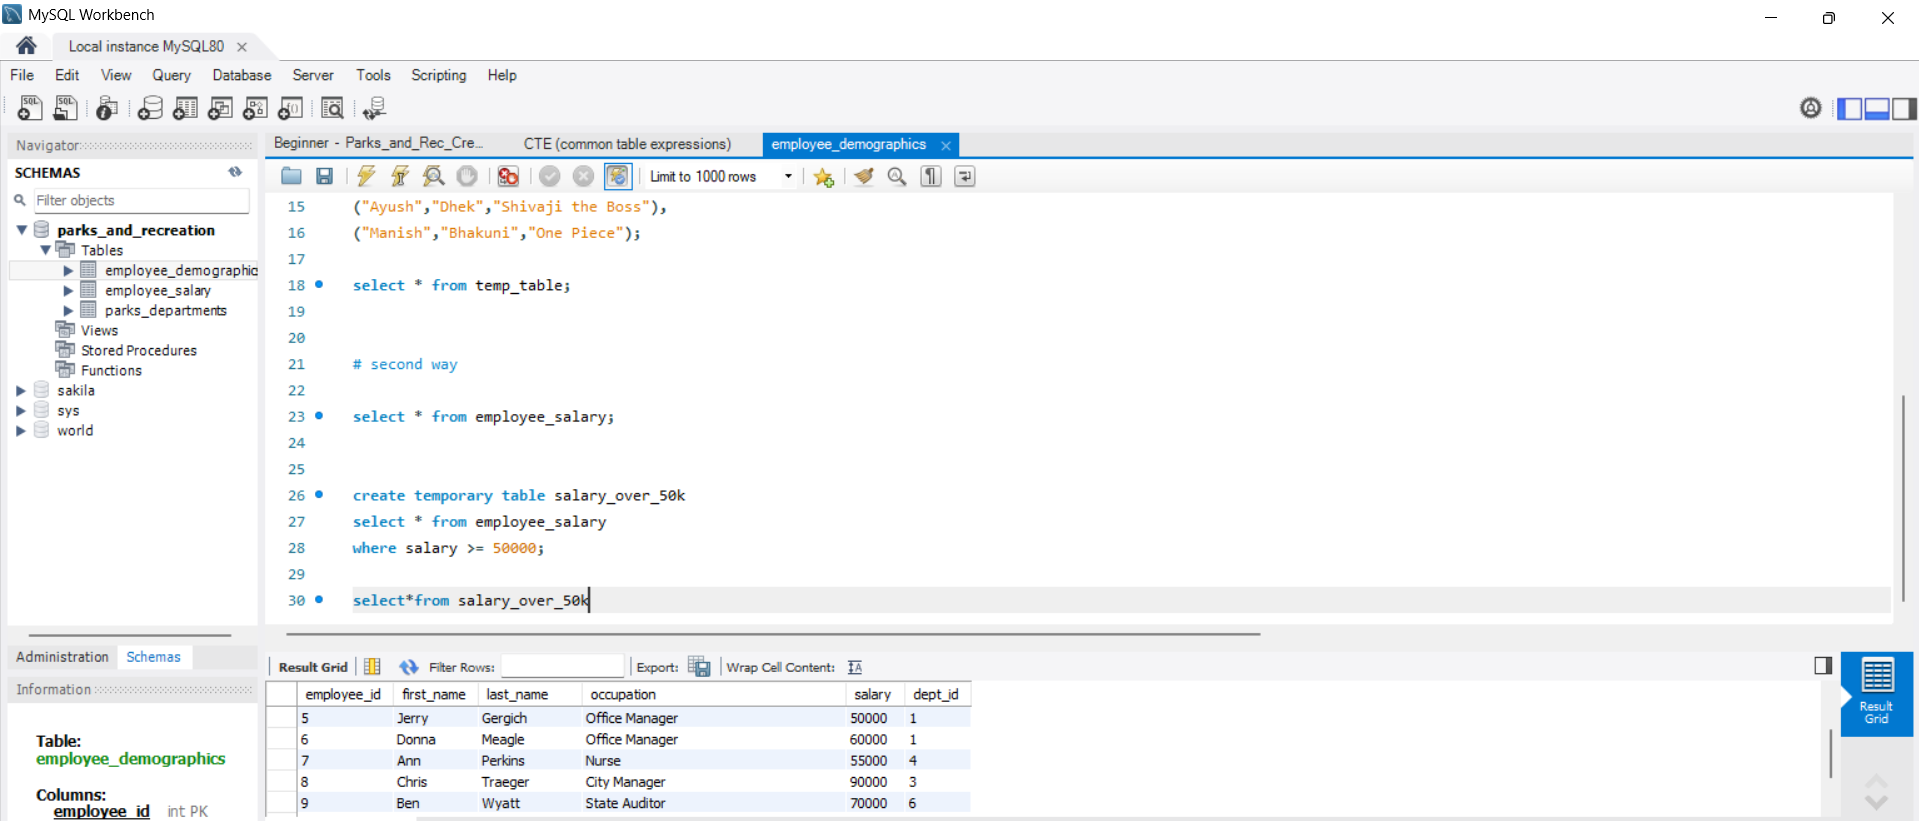 MySQL Workbench
Local instance MySQL80
File Edit View Query Database Server Tools Scripting Help
Navigator
SCHEMAS
Filter objects
parks_and_recreation
Tables
employee_demographic
employee_salary
parks_departments
Views
Stored Procedures
Functions
sakila
sys
world
Administration Schemas
Information
Table:
employee_demographics
Columns:
employee_id int PK
Beginner - Parks_and_Rec_Cre... CTE (common table expressions) employee_demographics
Limit to 1000 rows
15 ("Ayush","Dhek","Shivaji the Boss"),
16 ("Manish","Bhakuni","One Piece");
17
18 select * from temp_table;
19
20
21 # second way
22
23 select * from employee_salary;
24
25
26 create temporary table salary_over_50k
27 select * from employee_salary
28 where salary >= 50000;
29
30 select*from salary_over_50k
Result Grid Filter Rows: Export: Wrap Cell Content:
employee_id first_name last_name occupation salary dept_id
5 Jerry Gergich Office Manager 50000 1
6 Donna Meagle Office Manager 60000 1
7 Ann Perkins Nurse 55000 4
8 Chris Traeger City Manager 90000 3
9 Ben Wyatt State Auditor 70000 6
Result
Grid